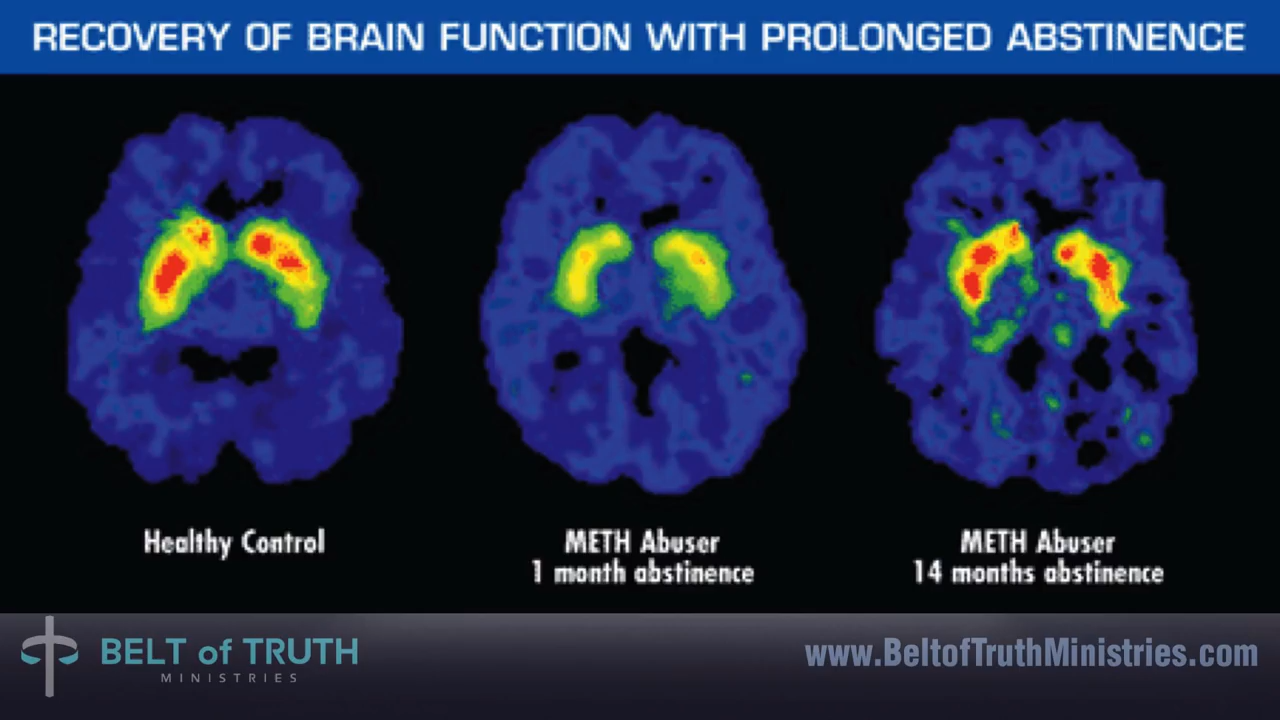 RECOVERY OF BRAIN FUNCTION WITH PROLONGED ABSTINENCE
Healthy Control
METH Abuser
1 month abstinence
METH Abuser
14 months abstinence
BELT of TRUTH
MINISTRIES
www.BeltofTruthMinistries.com